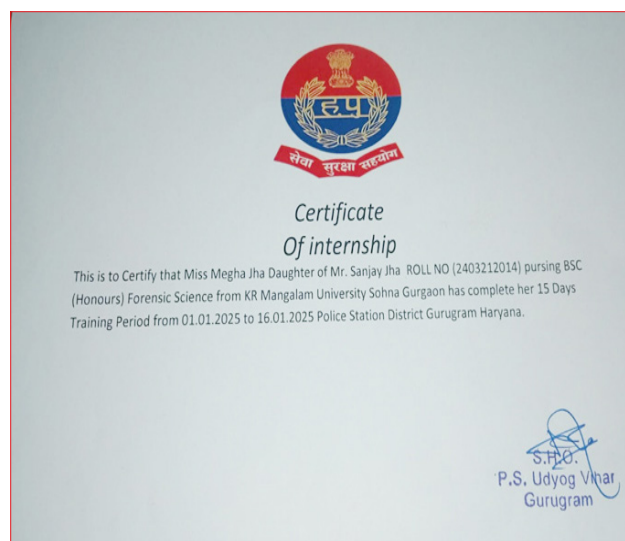 हपु
सेवा सुरक्षा सहयोग
Certificate
Of internship
This is to Certify that Miss Megha Jha Daughter of Mr. Sanjay Jha ROLL NO (2403212014) pursing BSC
(Honours) Forensic Science from KR Mangalam University Sohna Gurgaon has complete her 15 Days
Training Period from 01.01.2025 to 16.01.2025 Police Station District Gurugram Haryana.
S.H.O.
P.S. Udyog Vihar
Gurugram